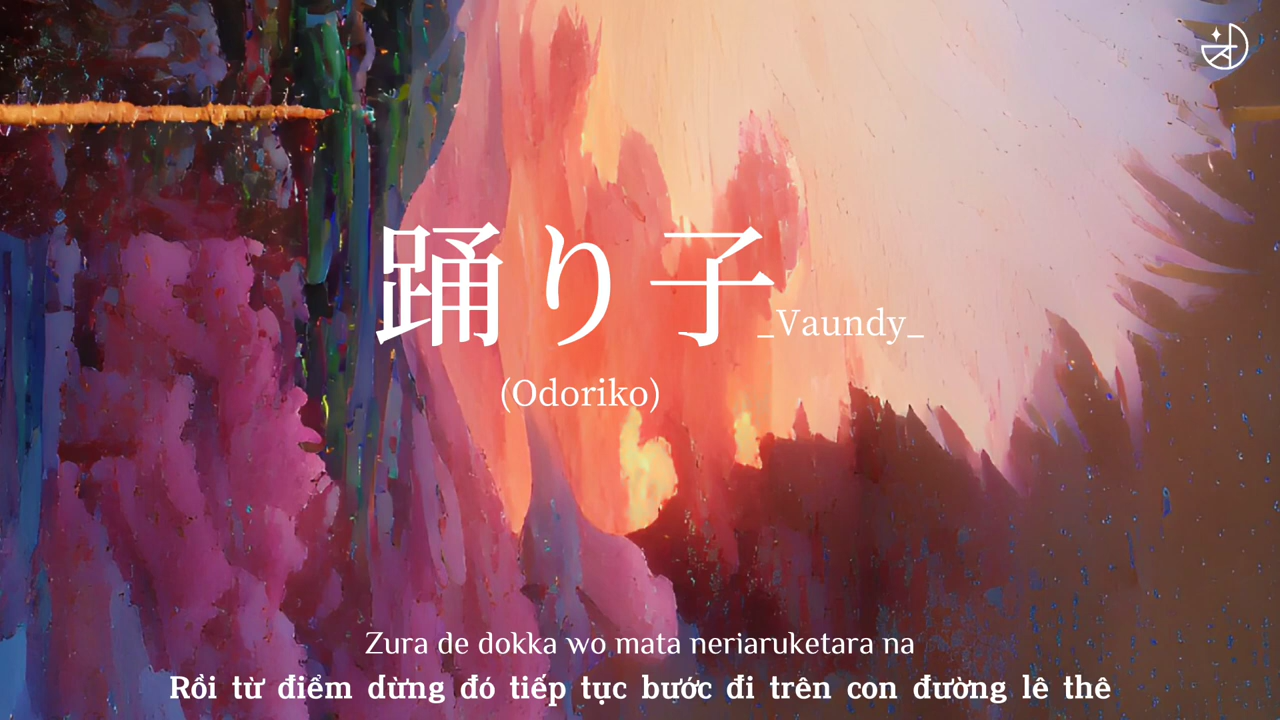 踊り子
_Vaundy_
(Odoriko)
Zura de dokka wo mata neriaruketara na
Rồi từ điểm dừng đó tiếp tục bước đi trên con đường lê thê